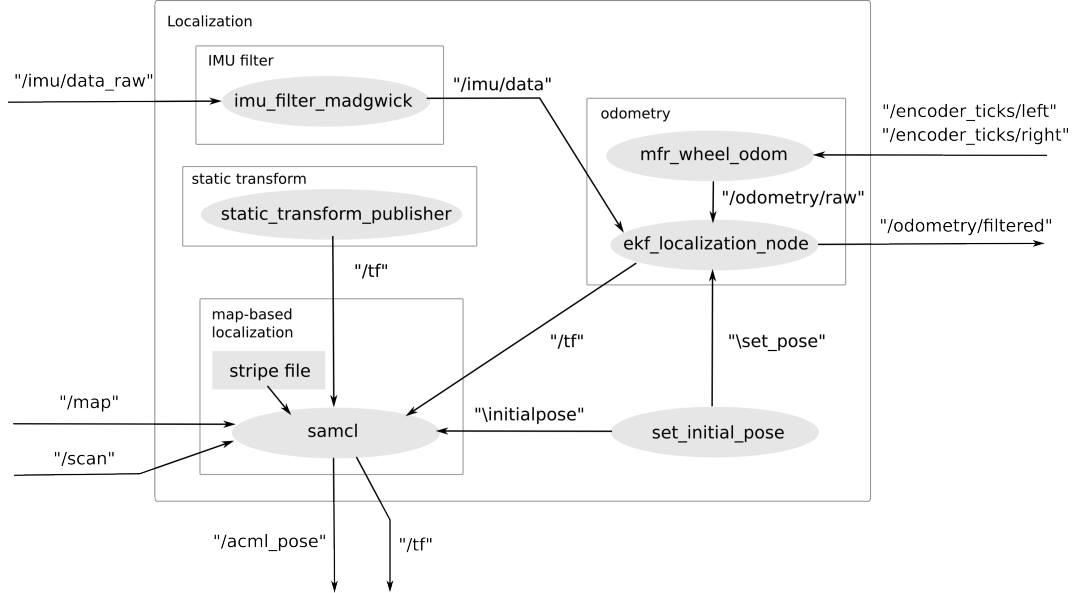 Localization
IMU filter
"/imu/data_raw"
imu_filter_madgwick
"/imu/data"
odometry
"/encoder_ticks/left"
"/encoder_ticks/right"
mfr_wheel_odom
static transform
static_transform_publisher
"/odometry/raw"
"/odometry/filtered"
ekf_localization_node
"/tf"
map-based
localization
stripe file
"/tf"
"\set_pose"
"/map"
"\initialpose"
samcl
set_initial_pose
"/scan"
"/acml_pose"
"/tf"